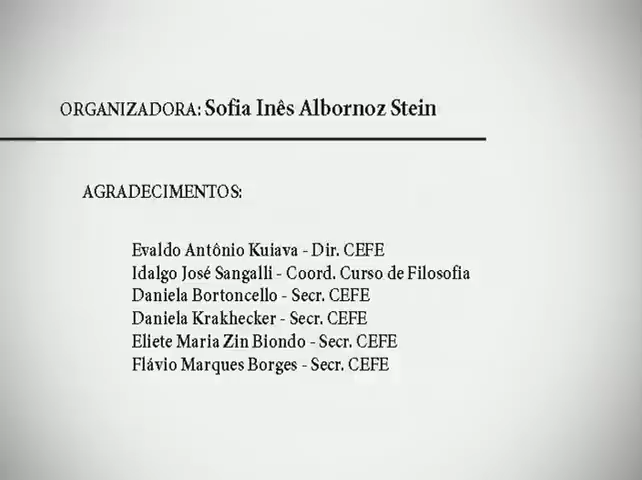 ORGANIZADORA: Sofia Inês Albornoz Stein
AGRADECIMENTOS:
Evaldo Antônio Kuiava - Dir. CEFE
Idalgo José Sangalli - Coord. Curso de Filosofia
Daniela Bortoncello - Secr. CEFE
Daniela Krakhecker - Secr. CEFE
Eliete Maria Zin Biondo - Secr. CEFE
Flávio Marques Borges - Secr. CEFE